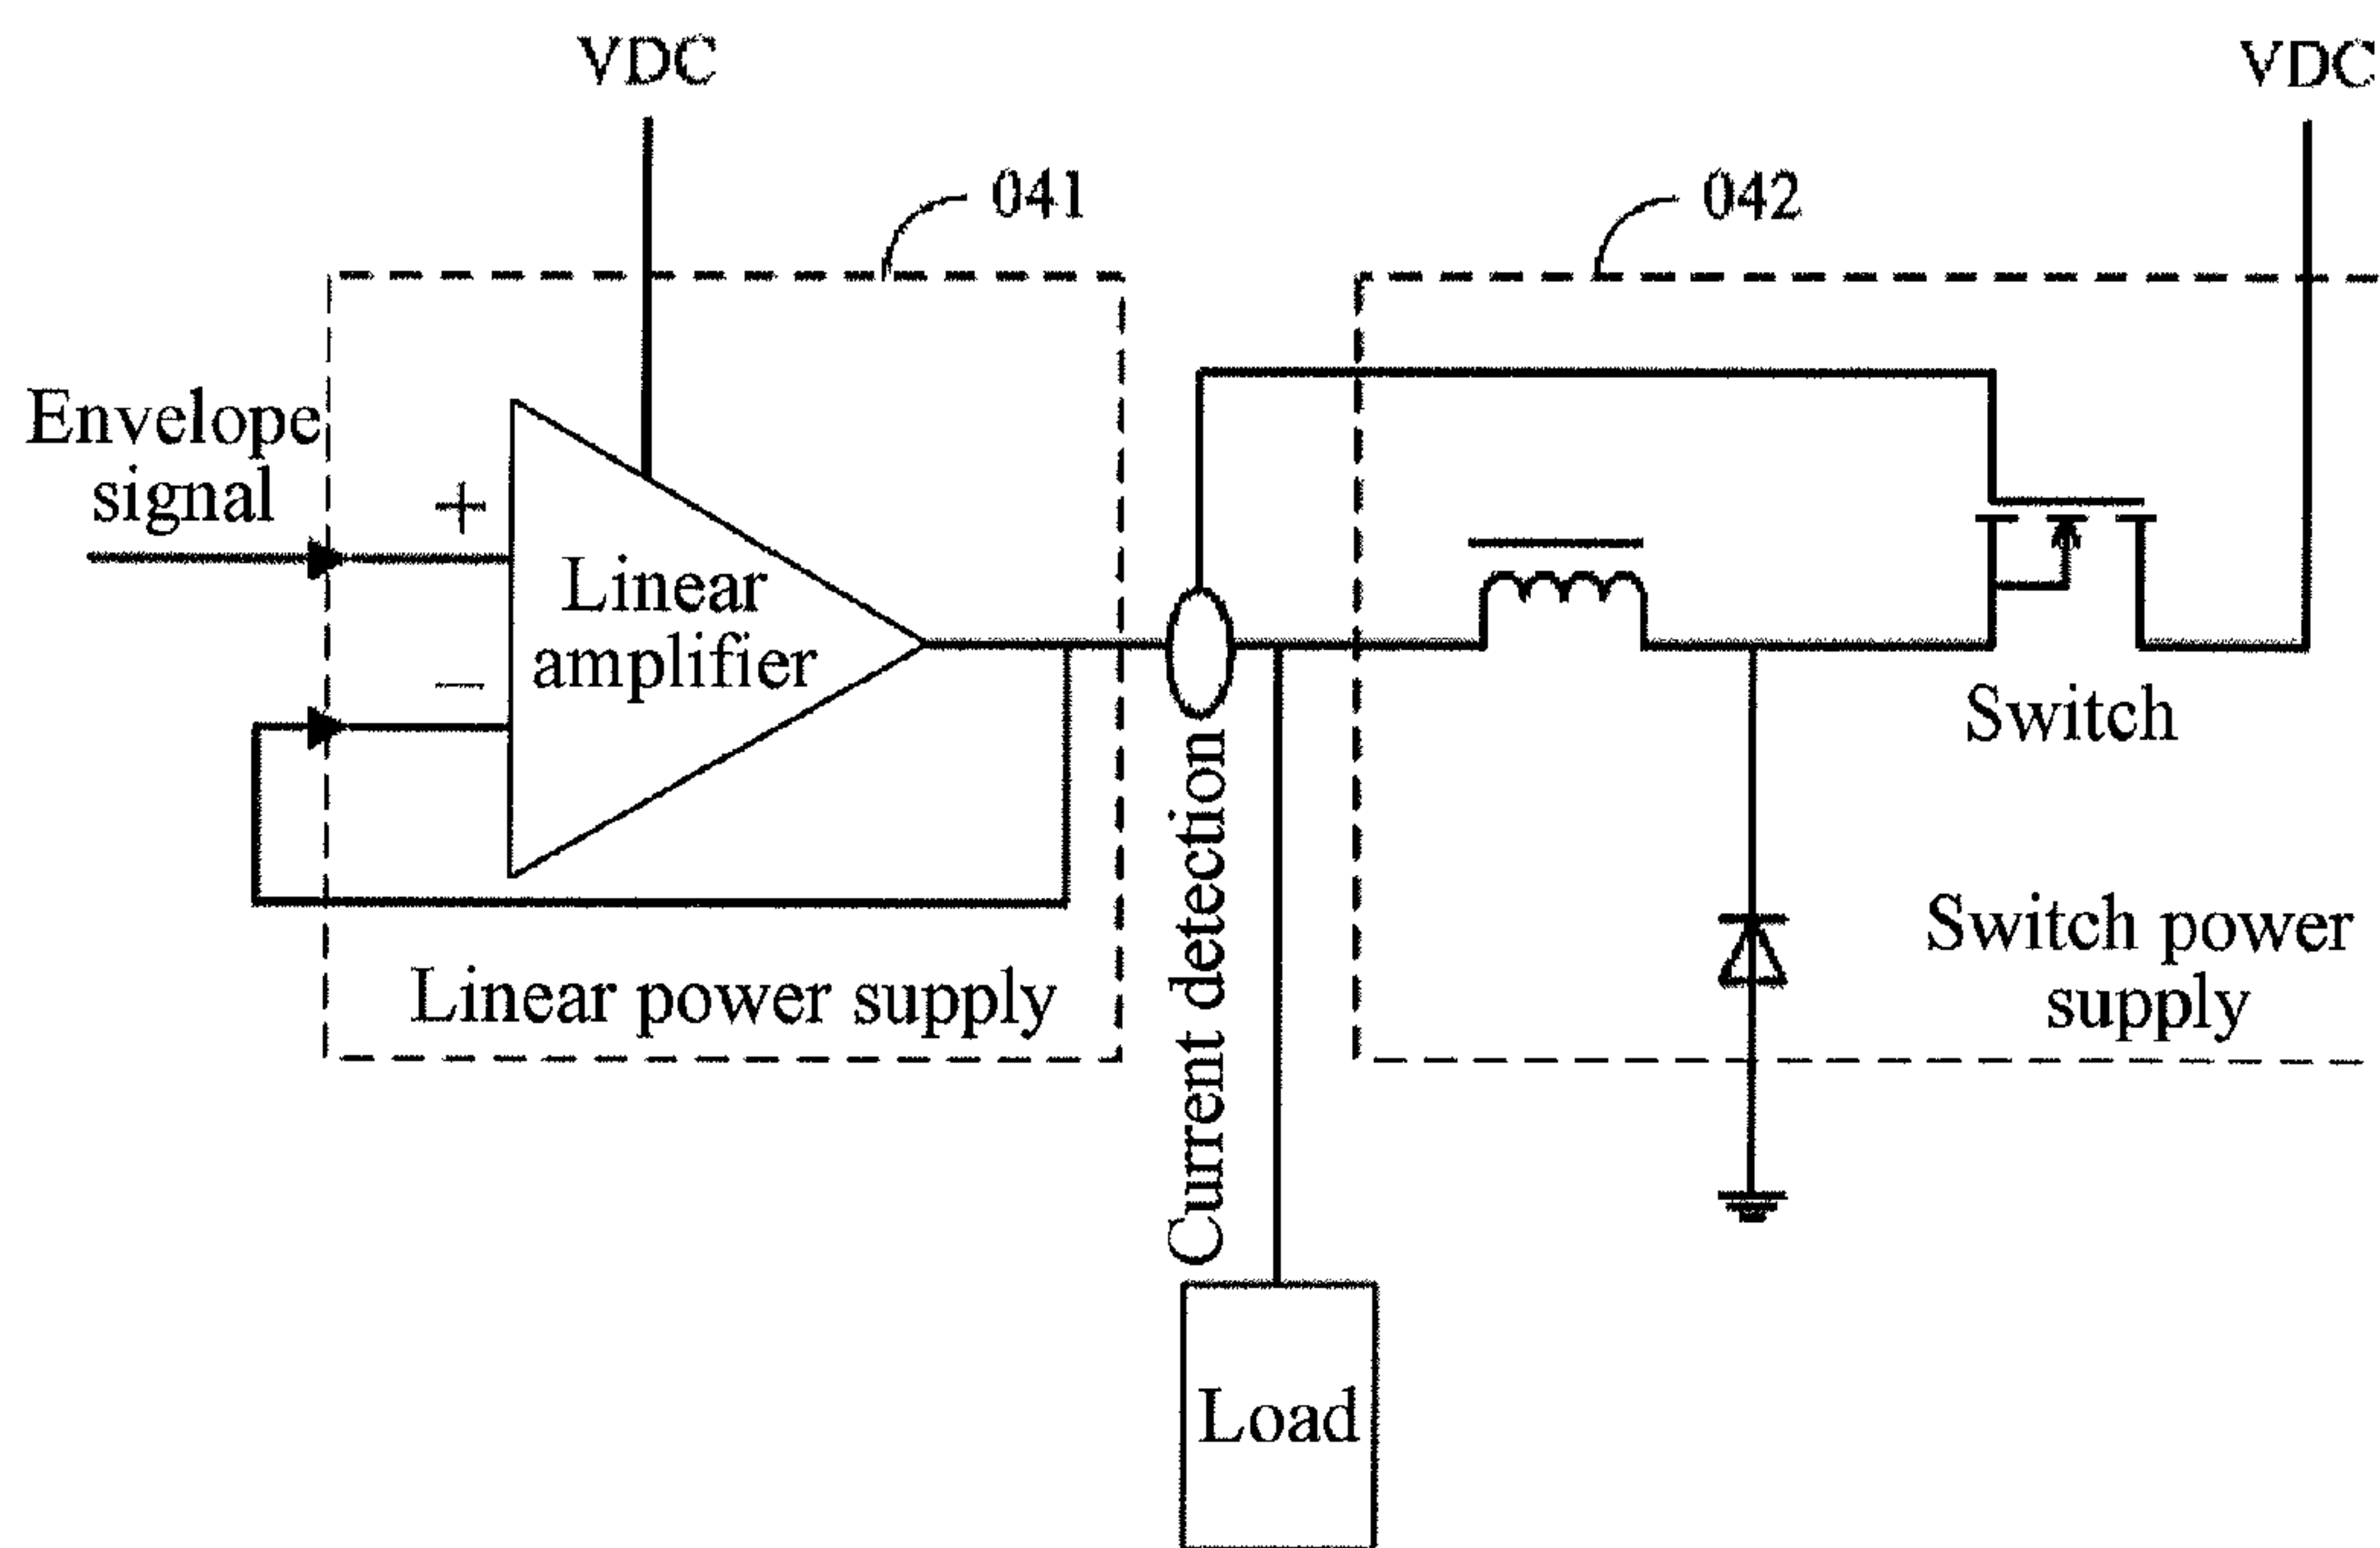 VDC
VDC
041
042
Envelope
signal
+
Linear
amplifier
–
Switch
Current detection
Linear power supply
Switch power
supply
Load